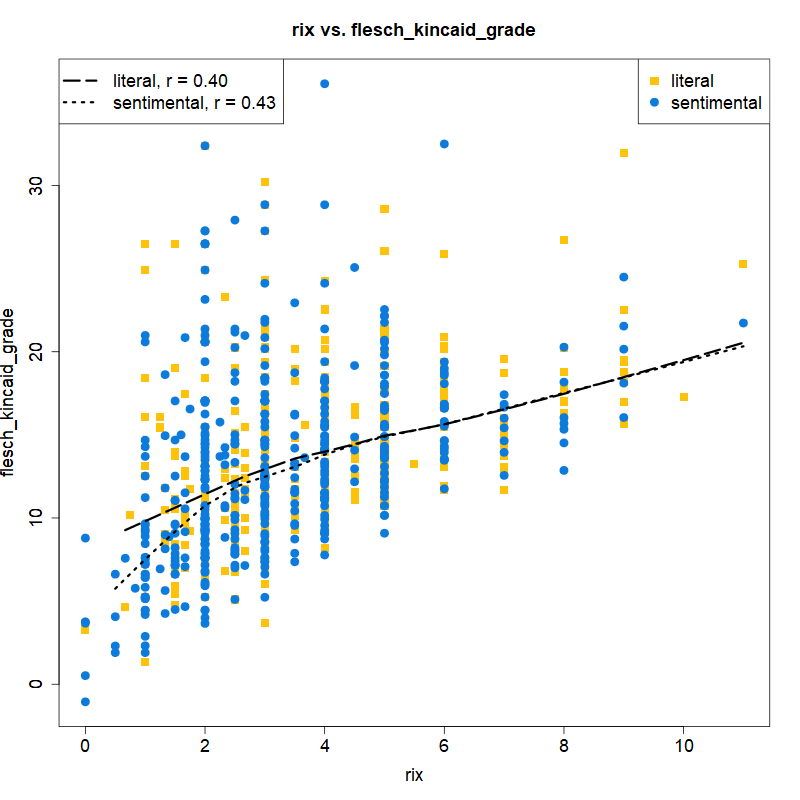 rix vs. flesch_kincaid_grade
literal, r = 0.40
sentimental, r = 0.43
literal
sentimental
flesch_kincaid_grade
30
20
10
0
0 2 4 6 8 10
rix